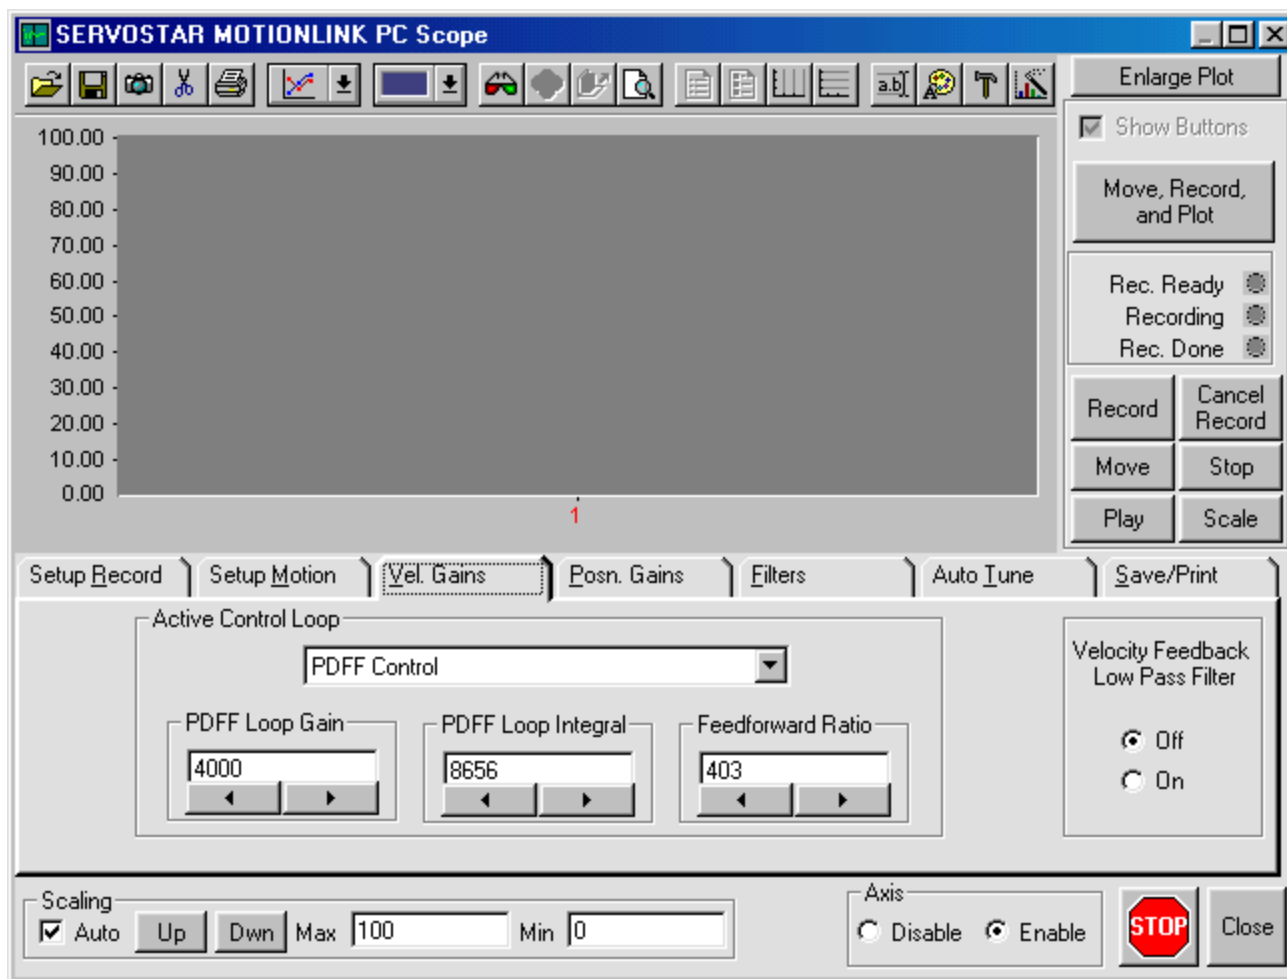 SERVOSTAR MOTIONLINK PC Scope
a.b
A
Enlarge Plot
Show Buttons
Move, Record,
and Plot
Rec. Ready
Recording
Rec. Done
Record
Cancel
Record
Move
Stop
Play
Scale
100.00
90.00
80.00
70.00
60.00
50.00
40.00
30.00
20.00
10.00
0.00
1
Setup Record
Setup Motion
Vel. Gains
Posn. Gains
Filters
Auto Tune
Save/Print
Active Control Loop
PDFF Control
PDFF Loop Gain
4000
PDFF Loop Integral
8656
Feedforward Ratio
403
Velocity Feedback
Low Pass Filter
Off
On
Scaling
Auto
Up
Dwn
Max
100
Min
0
Axis
Disable
Enable
STOP
Close